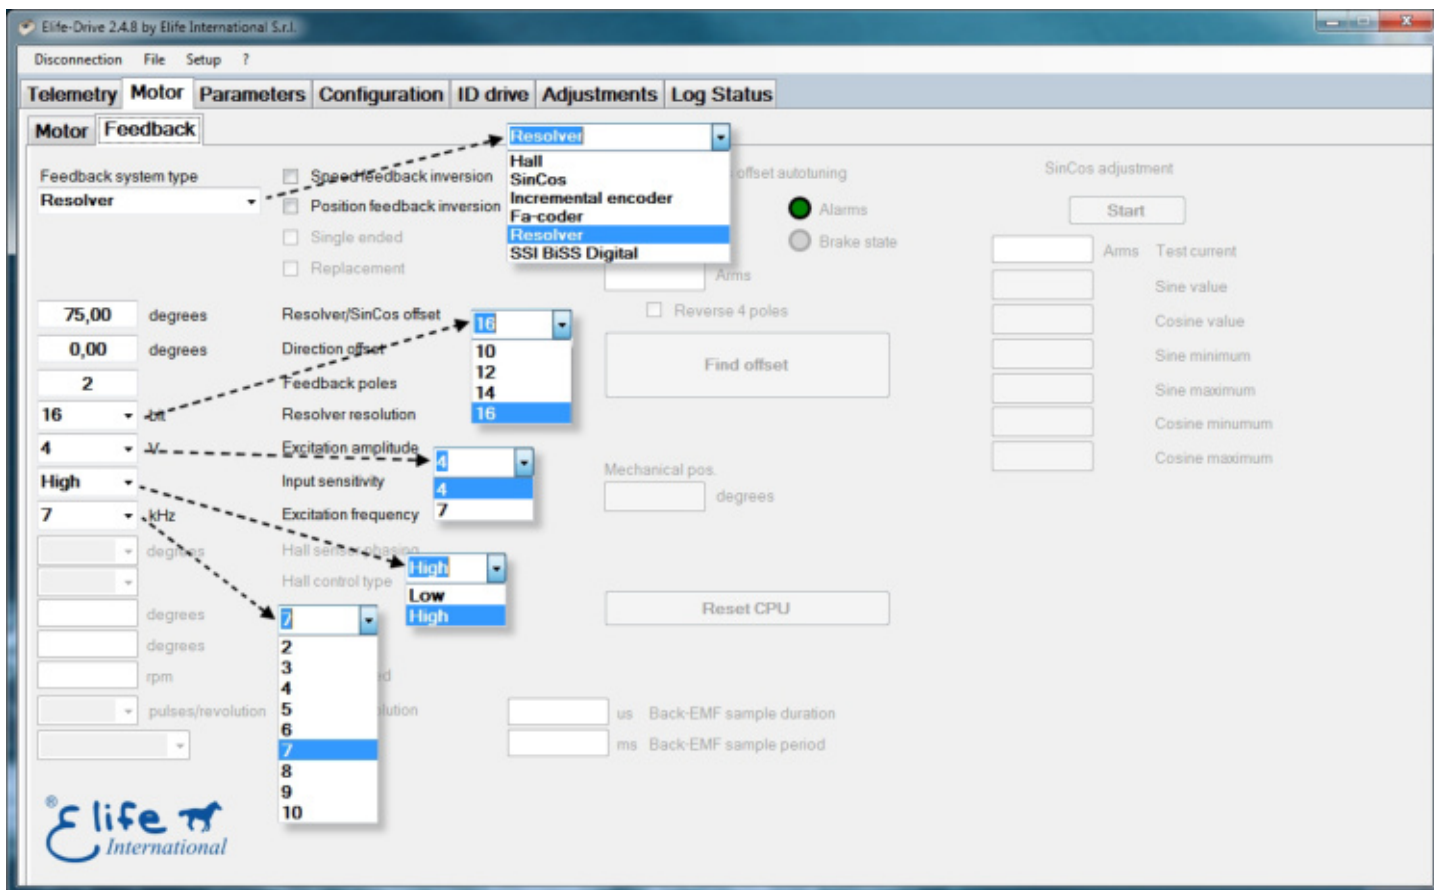 Elife-Drive 2.4.8 by Elife International S.r.l.
Disconnection File Setup ?
Telemetry Motor Parameters Configuration ID drive Adjustments Log Status
Motor Feedback
Resolver
Hall
SinCos
Incremental encoder
Fa-coder
Resolver
SSI BiSS Digital
Feedback system type
Resolver
Speed feedback inversion
Position feedback inversion
Single ended
Replacement
offset autotuning
Alarms
Brake state
Arms
Reverse 4 poles
Find offset
SinCos adjustment
Start
Arms Test current
Sine value
Cosine value
Sine minimum
Sine maximum
Cosine minumum
Cosine maximum
75,00 degrees Resolver/SinCos offset
0,00 degrees Direction offset
2 Feedback poles
16 bit Resolver resolution
4 V Excitation amplitude
High Input sensitivity
7 kHz Excitation frequency
16
10
12
14
16
4
4
7
Mechanical pos.
degrees
degrees Hall senser phasing
Hall control type
High
Low
High
degrees
degrees
rpm
pulses/revolution
7
2
3
4
5
6
7
8
9
10
Reset CPU
us Back-EMF sample duration
ms Back-EMF sample period
® Elife
International